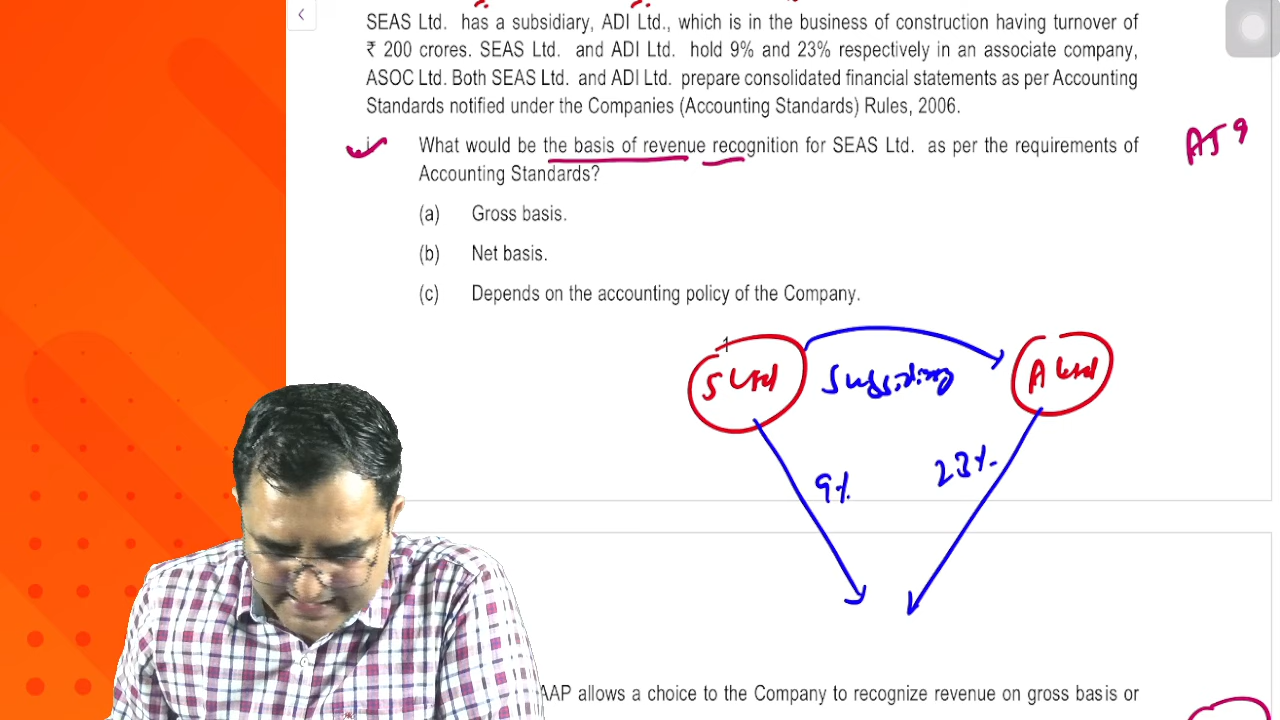 SEAS Ltd. has a subsidiary, ADI Ltd., which is in the business of construction having turnover of
₹ 200 crores. SEAS Ltd. and ADI Ltd. hold 9% and 23% respectively in an associate company,
ASOC Ltd. Both SEAS Ltd. and ADI Ltd. prepare consolidated financial statements as per Accounting
Standards notified under the Companies (Accounting Standards) Rules, 2006.
i. What would be the basis of revenue recognition for SEAS Ltd. as per the requirements of
Accounting Standards?
AS 9
(a) Gross basis.
(b) Net basis.
(c) Depends on the accounting policy of the Company.
S Ltd Subsidiary A Ltd
9% 23%
AAP allows a choice to the Company to recognize revenue on gross basis or